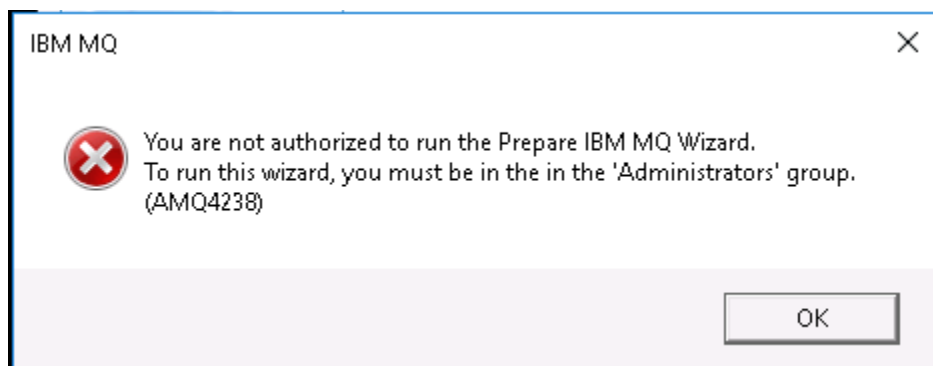 IBM MQ
You are not authorized to run the Prepare IBM MQ Wizard.
To run this wizard, you must be in the in the 'Administrators' group.
(AMQ4238)
OK